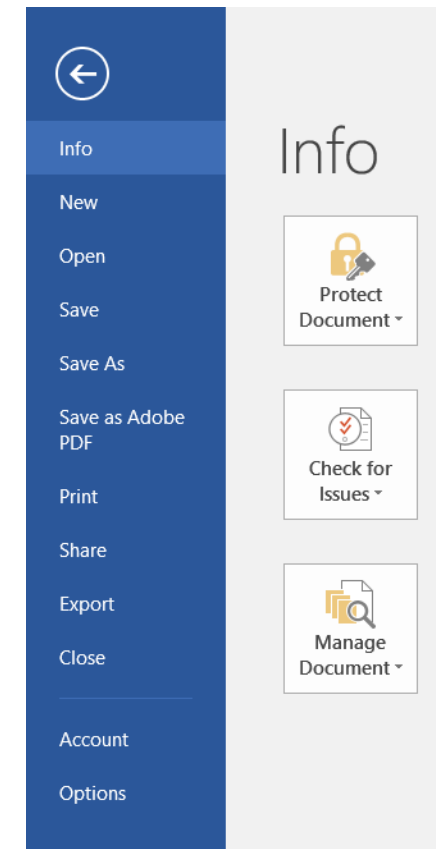 Info
New
Open
Save
Save As
Save as Adobe
PDF
Print
Share
Export
Close
Account
Options
Info
Protect
Document
Check for
Issues
Manage
Document